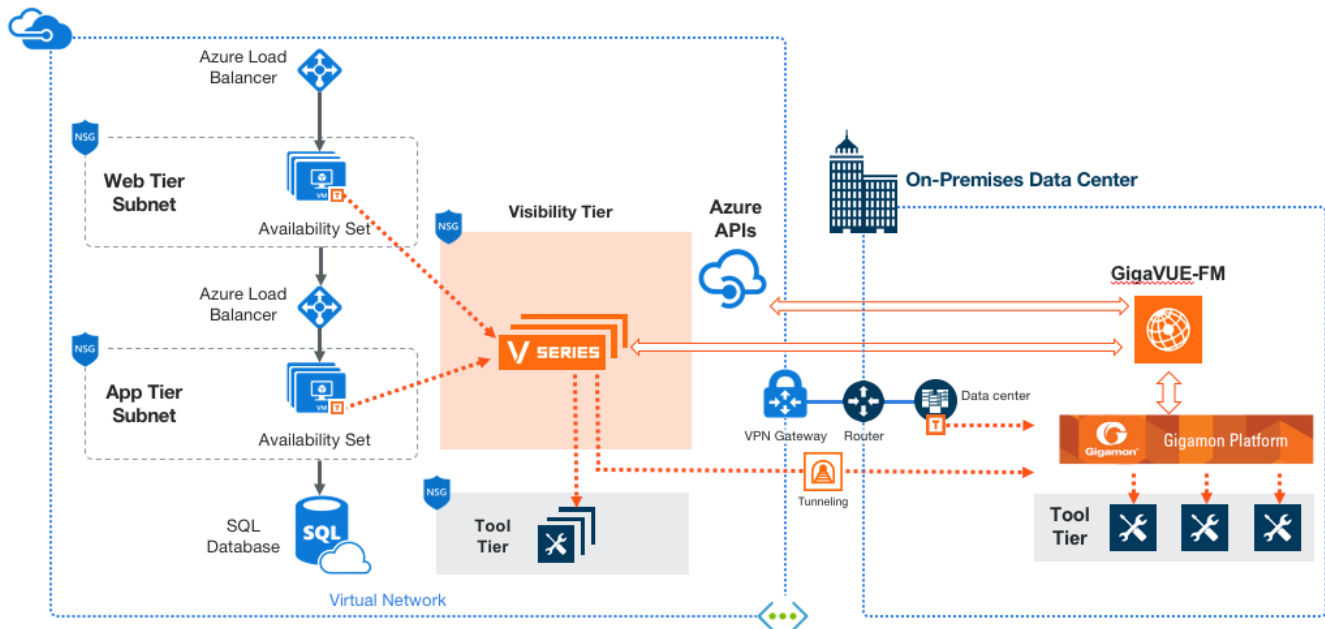 Azure Load
Balancer
NSG
Web Tier
Subnet
VM
T
Availability Set
Azure Load
Balancer
NSG
App Tier
Subnet
VM
T
Availability Set
SQL
Database
SQL
Virtual Network
NSG
Visibility Tier
V SERIES
NSG
Tool
Tier
Azure
APIs
On-Premises Data Center
GigaVUE-FM
VPN Gateway
Router
Data center
T
Tunneling
Gigamon®
Gigamon Platform
Tool
Tier